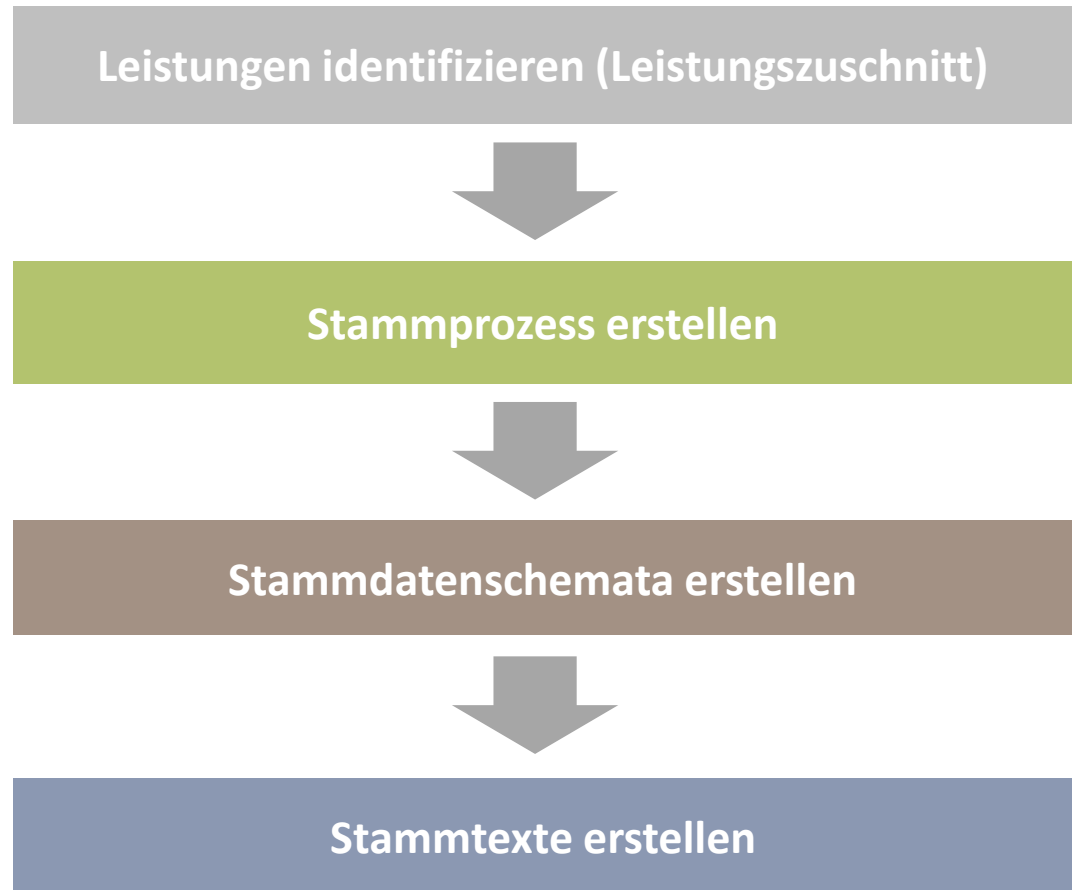 Leistungen identifizieren (Leistungszuschnitt)
Stammprozess erstellen
Stammdatenschemata erstellen
Stammtexte erstellen